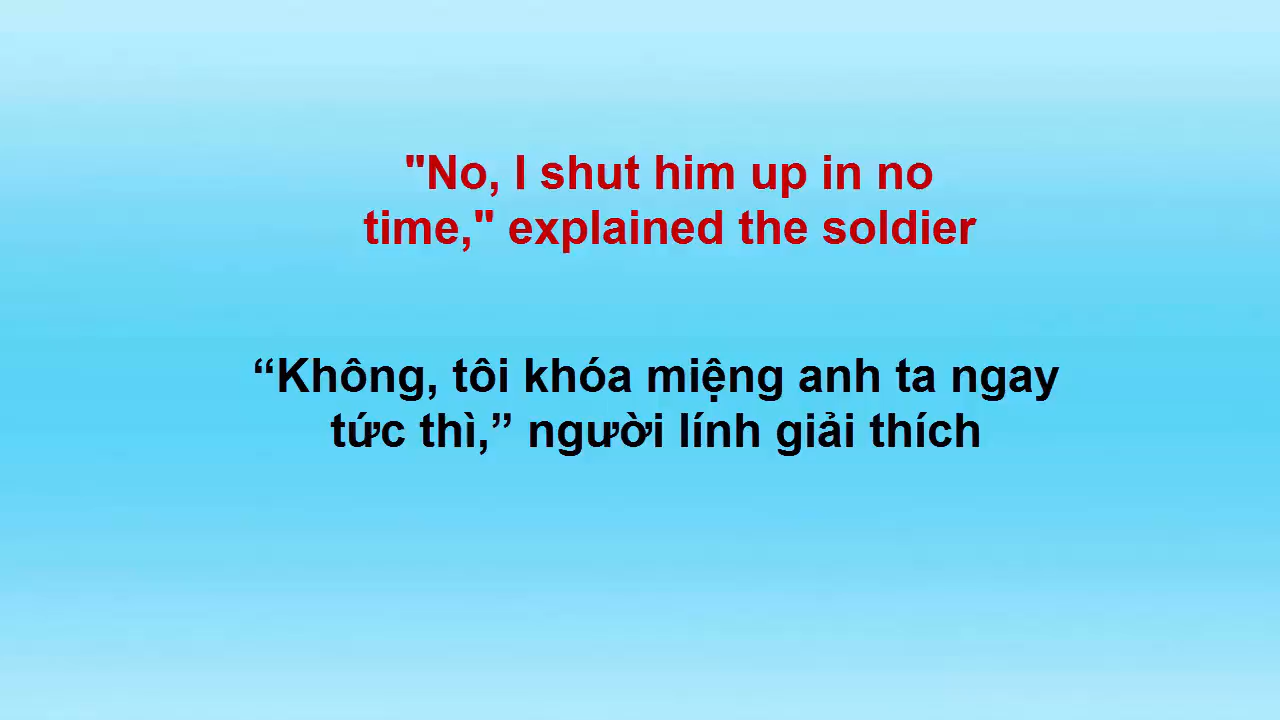 "No, I shut him up in no
time," explained the soldier
“Không, tôi khóa miệng anh ta ngay
tức thì,” người lính giải thích